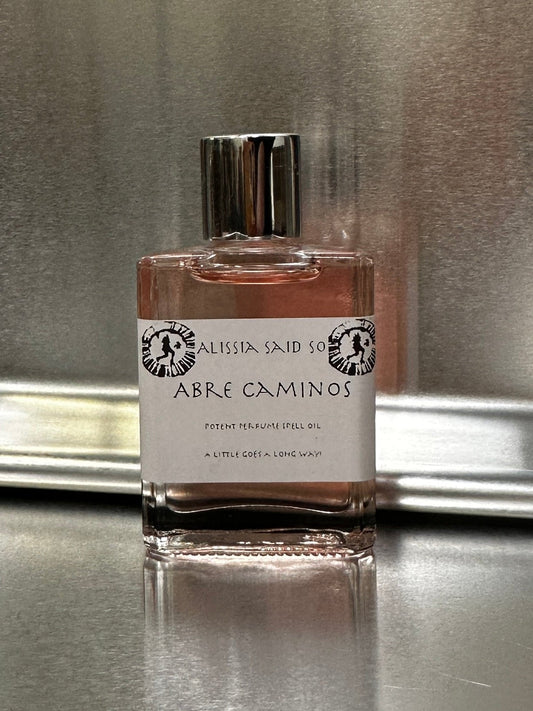 ALISSIA SAID SO
ABRE CAMINOS
POTENT PERFUME SPELL OIL
A LITTLE GOES A LONG WAY!